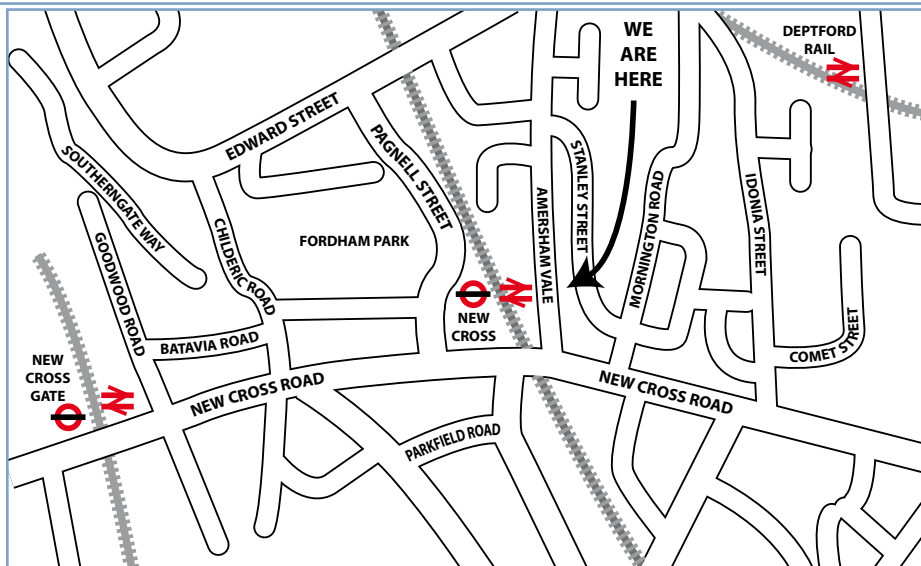 WE
ARE
HERE
DEPTFORD
RAIL
EDWARD STREET
PAGNELL STREET
SOUTHERNGATE WAY
STANLEY STREET
AMERSHAM VALE
MORNINGTON ROAD
IDONIA STREET
CHILDERIC ROAD
GOODWOOD ROAD
FORDHAM PARK
NEW
CROSS
BATAVIA ROAD
COMET STREET
NEW
CROSS
GATE
NEW CROSS ROAD
NEW CROSS ROAD
PARKFIELD ROAD